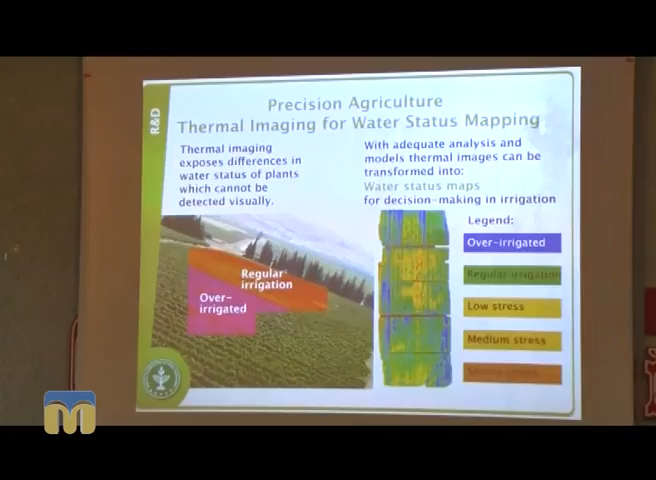 R&D
Precision Agriculture
Thermal Imaging for Water Status Mapping
Thermal imaging
exposes differences in
water status of plants
which cannot be
detected visually.
With adequate analysis and
models thermal images can be
transformed into:
Water status maps
for decision-making in irrigation
Regular
irrigation
Over-
irrigated
Legend:
Over-irrigated
Regular irrigation
Low stress
Medium stress
M